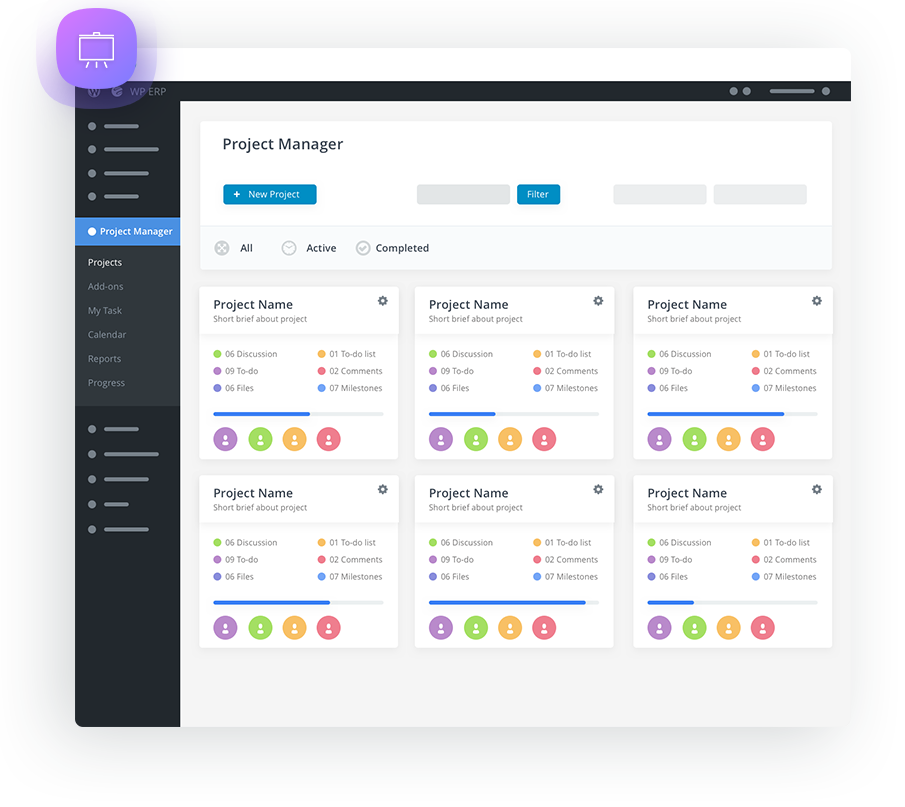 WP ERP
Project Manager
+ New Project
Filter
Project Manager
All Active Completed
Projects
Add-ons
My Task
Calendar
Reports
Progress
Project Name
Short brief about project
06 Discussion 01 To-do list
09 To-do 02 Comments
06 Files 07 Milestones
Project Name
Short brief about project
06 Discussion 01 To-do list
09 To-do 02 Comments
06 Files 07 Milestones
Project Name
Short brief about project
06 Discussion 01 To-do list
09 To-do 02 Comments
06 Files 07 Milestones
Project Name
Short brief about project
06 Discussion 01 To-do list
09 To-do 02 Comments
06 Files 07 Milestones
Project Name
Short brief about project
06 Discussion 01 To-do list
09 To-do 02 Comments
06 Files 07 Milestones
Project Name
Short brief about project
06 Discussion 01 To-do list
09 To-do 02 Comments
06 Files 07 Milestones